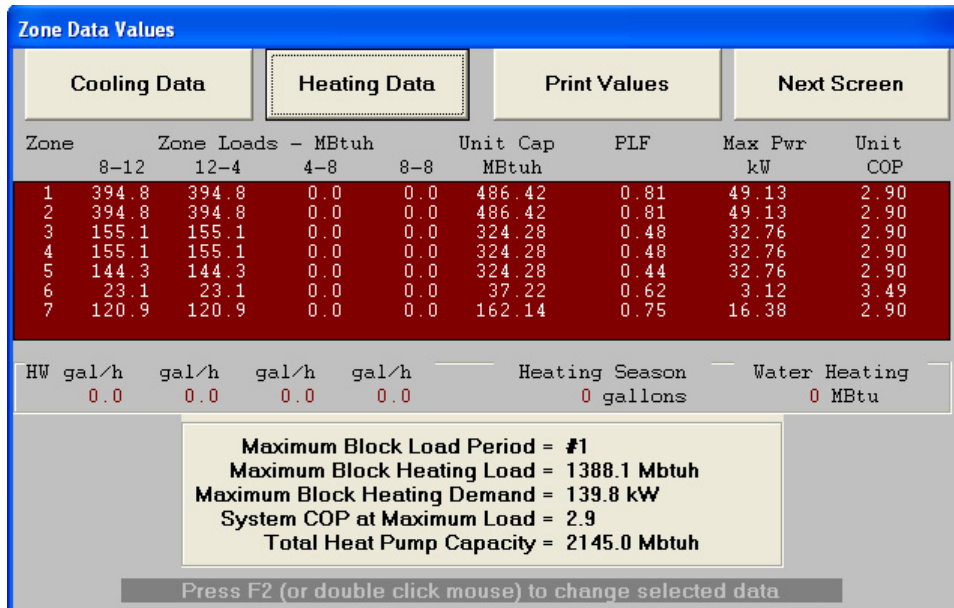 Zone Data Values
Cooling Data Heating Data Print Values Next Screen
Zone Zone Loads - MBtuh Unit Cap PLF Max Pwr Unit
8-12 12-4 4-8 8-8 MBtuh kW COP
1 394.8 394.8 0.0 0.0 486.42 0.81 49.13 2.90
2 394.8 394.8 0.0 0.0 486.42 0.81 49.13 2.90
3 155.1 155.1 0.0 0.0 324.28 0.48 32.76 2.90
4 155.1 155.1 0.0 0.0 324.28 0.48 32.76 2.90
5 144.3 144.3 0.0 0.0 324.28 0.44 32.76 2.90
6 23.1 23.1 0.0 0.0 37.22 0.62 3.12 3.49
7 120.9 120.9 0.0 0.0 162.14 0.75 16.38 2.90
HW gal/h gal/h gal/h gal/h Heating Season Water Heating
0.0 0.0 0.0 0.0 0 gallons 0 MBtu
Maximum Block Load Period = #1
Maximum Block Heating Load = 1388.1 Mbtuh
Maximum Block Heating Demand = 139.8 kW
System COP at Maximum Load = 2.9
Total Heat Pump Capacity = 2145.0 Mbtuh
Press F2 (or double click mouse) to change selected data